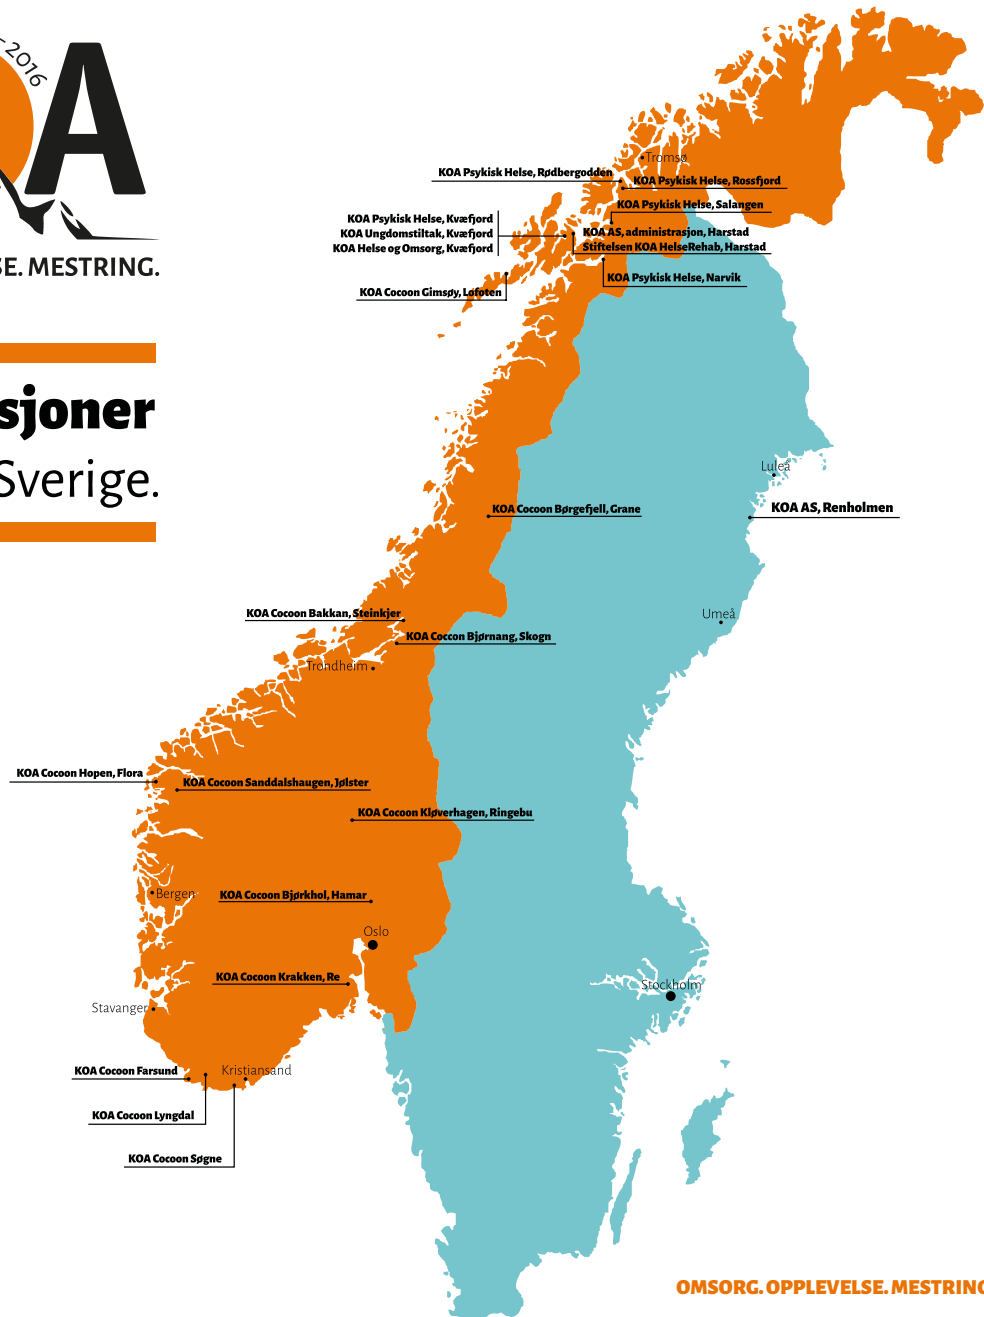 – 2016
OA
SE. MESTRING.
sjoner
Sverige.
Tromsø
KOA Psykisk Helse, Rødbergodden
KOA Psykisk Helse, Rossfjord
KOA Psykisk Helse, Salangen
KOA Psykisk Helse, Kvæfjord
KOA Ungdomstiltak, Kvæfjord
KOA Helse og Omsorg, Kvæfjord
KOA AS, administrasjon, Harstad
Stiftelsen KOA HelseRehab, Harstad
KOA Psykisk Helse, Narvik
KOA Cocoon Gimsøy, Lofoten
Luleå
KOA Cocoon Børgefjell, Grane
KOA AS, Renholmen
KOA Cocoon Bakkan, Steinkjer
Umeå
KOA Coccon Bjørnang, Skogn
Trondheim
KOA Cocoon Hopen, Flora
KOA Cocoon Sanddalshaugen, Jølster
KOA Cocoon Kløverhagen, Ringebu
Bergen
KOA Cocoon Bjørkhol, Hamar
Oslo
KOA Cocoon Krakken, Re
Stockholm
Stavanger
KOA Cocoon Farsund
Kristiansand
KOA Cocoon Lyngdal
KOA Cocoon Søgne
OMSORG. OPPLEVELSE. MESTRING